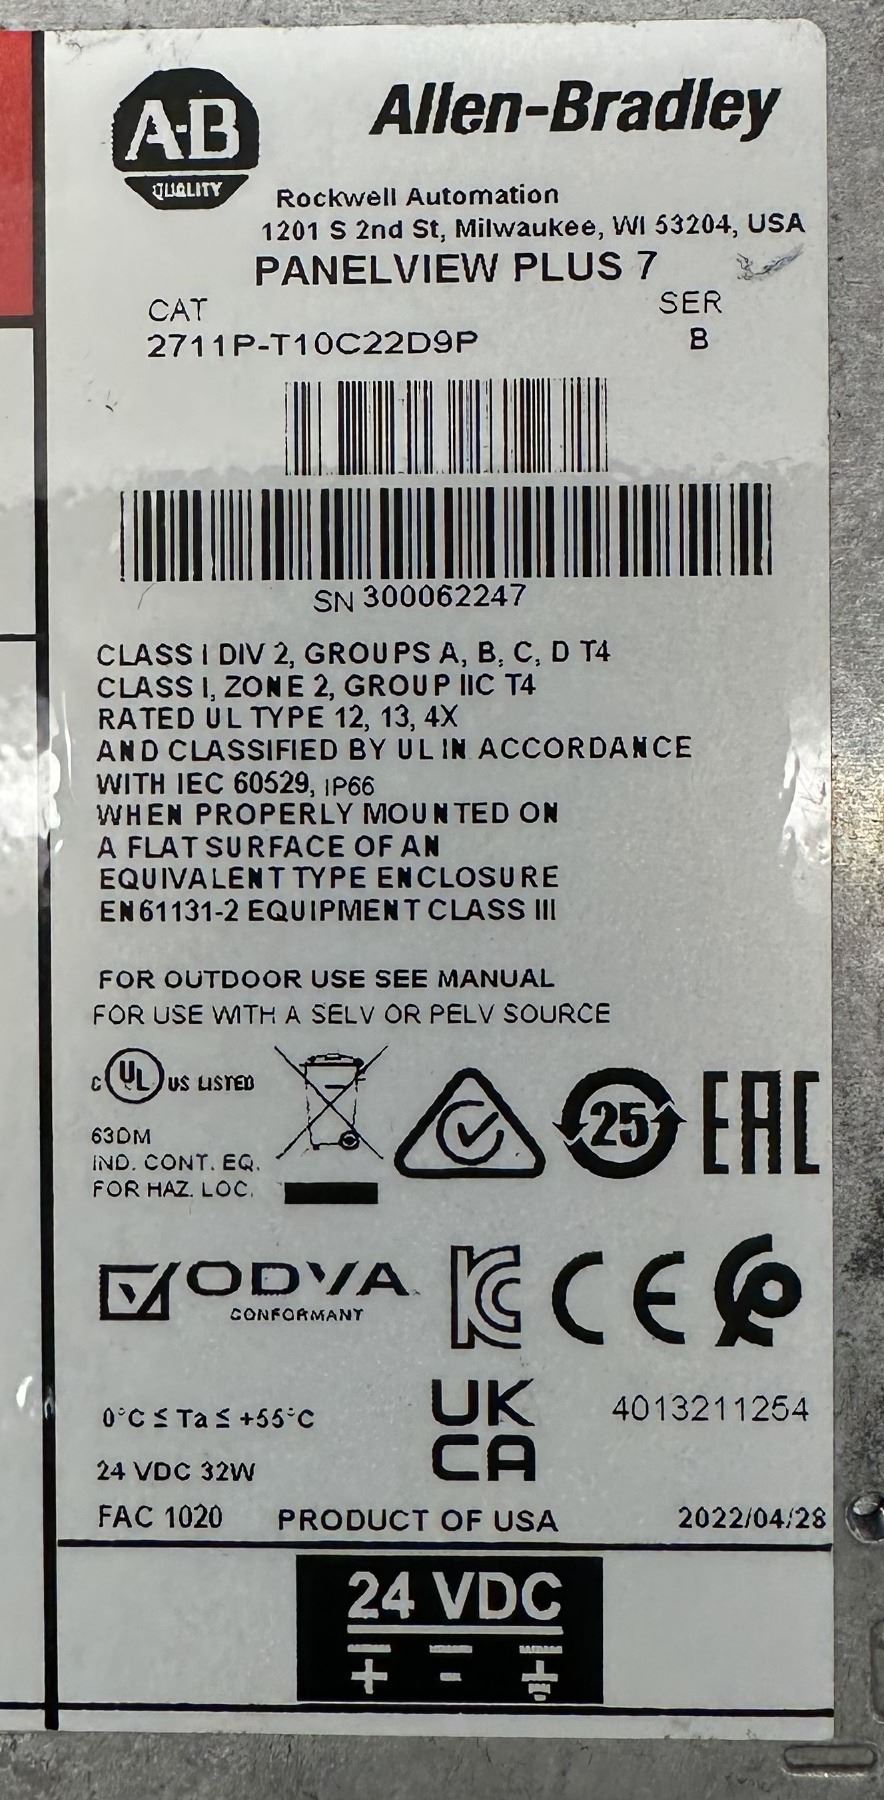 A-B
QUALITY
Allen-Bradley
Rockwell Automation
1201 S 2nd St, Milwaukee, WI 53204, USA
PANELVIEW PLUS 7
CAT
SER
2711P-T10C22D9P
B
SN 300062247
CLASS I DIV 2, GROUPS A, B, C, D T4
CLASS I, ZONE 2, GROUP IIC T4
RATED UL TYPE 12, 13, 4X
AND CLASSIFIED BY UL IN ACCORDANCE
WITH IEC 60529, IP66
WHEN PROPERLY MOUNTED ON
A FLAT SURFACE OF AN
EQUIVALENT TYPE ENCLOSURE
EN61131-2 EQUIPMENT CLASS III
FOR OUTDOOR USE SEE MANUAL
FOR USE WITH A SELV OR PELV SOURCE
C UL US LISTED
25
EAC
63DM
IND. CONT. EQ.
FOR HAZ. LOC.
ODVA
CONFORMANT
KC
CE
0°C ≤ Ta ≤ +55°C
UK
CA
4013211254
24 VDC 32W
FAC 1020
PRODUCT OF USA
2022/04/28
24 VDC
+ -